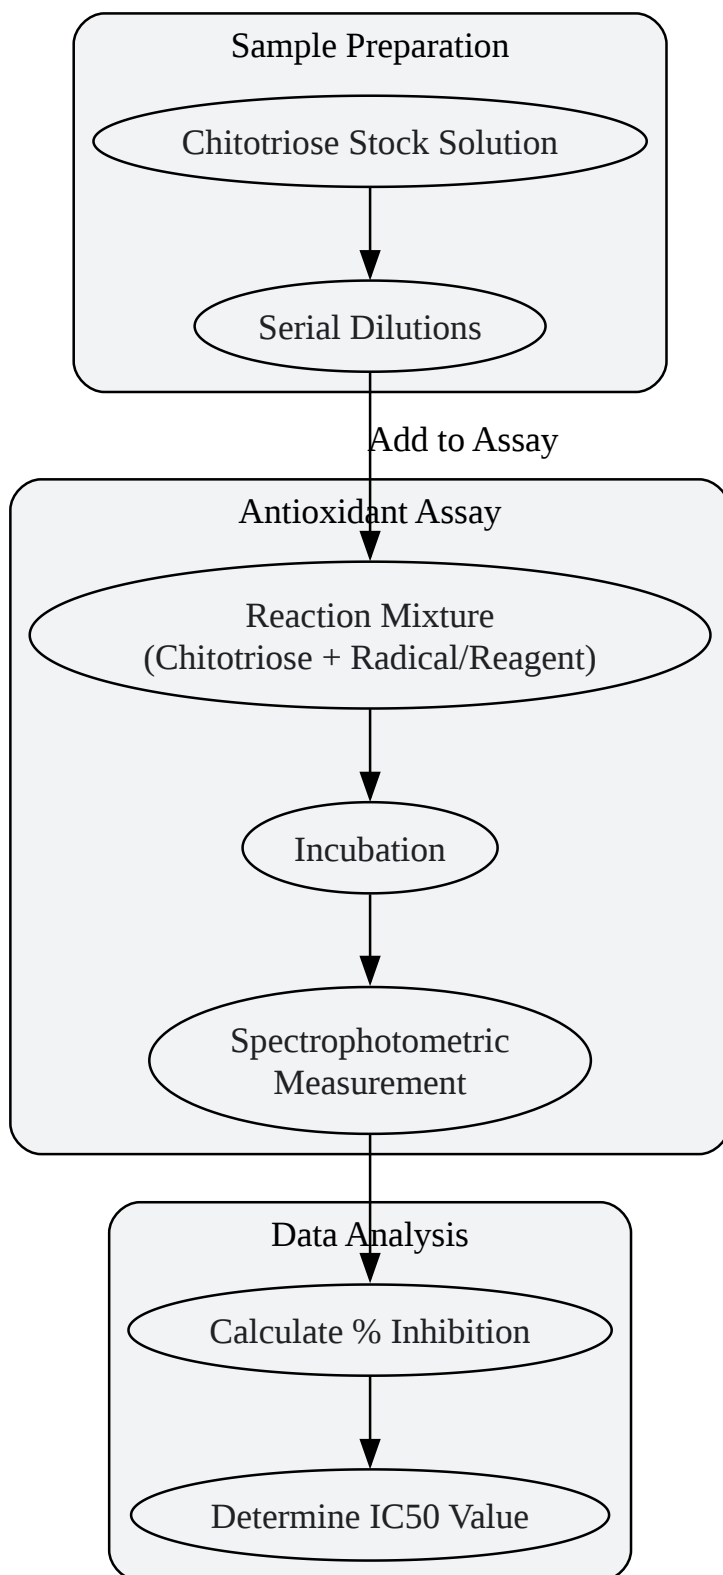 Sample Preparation
Chitotriose Stock Solution
Serial Dilutions
Add to Assay
Antioxidant Assay
Reaction Mixture
(Chitotriose + Radical/Reagent)
Incubation
Spectrophotometric
Measurement
Data Analysis
Calculate % Inhibition
Determine IC50 Value